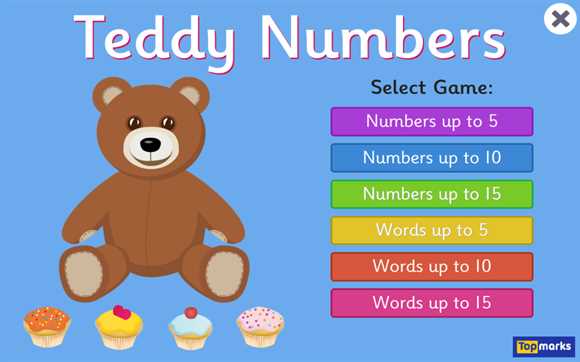 Teddy Numbers
Select Game:
Numbers up to 5
Numbers up to 10
Numbers up to 15
Words up to 5
Words up to 10
Words up to 15
Topmarks